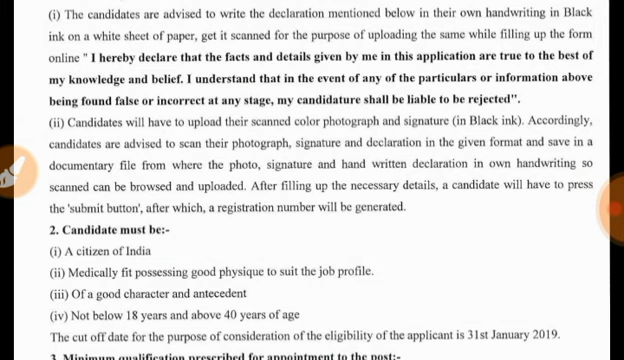 (i) The candidates are advised to write the declaration mentioned below in their own handwriting in Black
ink on a white sheet of paper, get it scanned for the purpose of uploading the same while filling up the form
online " I hereby declare that the facts and details given by me in this application are true to the best of
my knowledge and belief. I understand that in the event of any of the particulars or information above
being found false or incorrect at any stage, my candidature shall be liable to be rejected".
(ii) Candidates will have to upload their scanned color photograph and signature (in Black ink). Accordingly,
candidates are advised to scan their photograph, signature and declaration in the given format and save in a
documentary file from where the photo, signature and hand written declaration in own handwriting so
scanned can be browsed and uploaded. After filling up the necessary details, a candidate will have to press
the 'submit button', after which, a registration number will be generated.
2. Candidate must be:-
(i) A citizen of India
(ii) Medically fit possessing good physique to suit the job profile.
(iii) Of a good character and antecedent
(iv) Not below 18 years and above 40 years of age
The cut off date for the purpose of consideration of the eligibility of the applicant is 31st January 2019.
3. Minimum qualification prescribed for appointment to the post:-